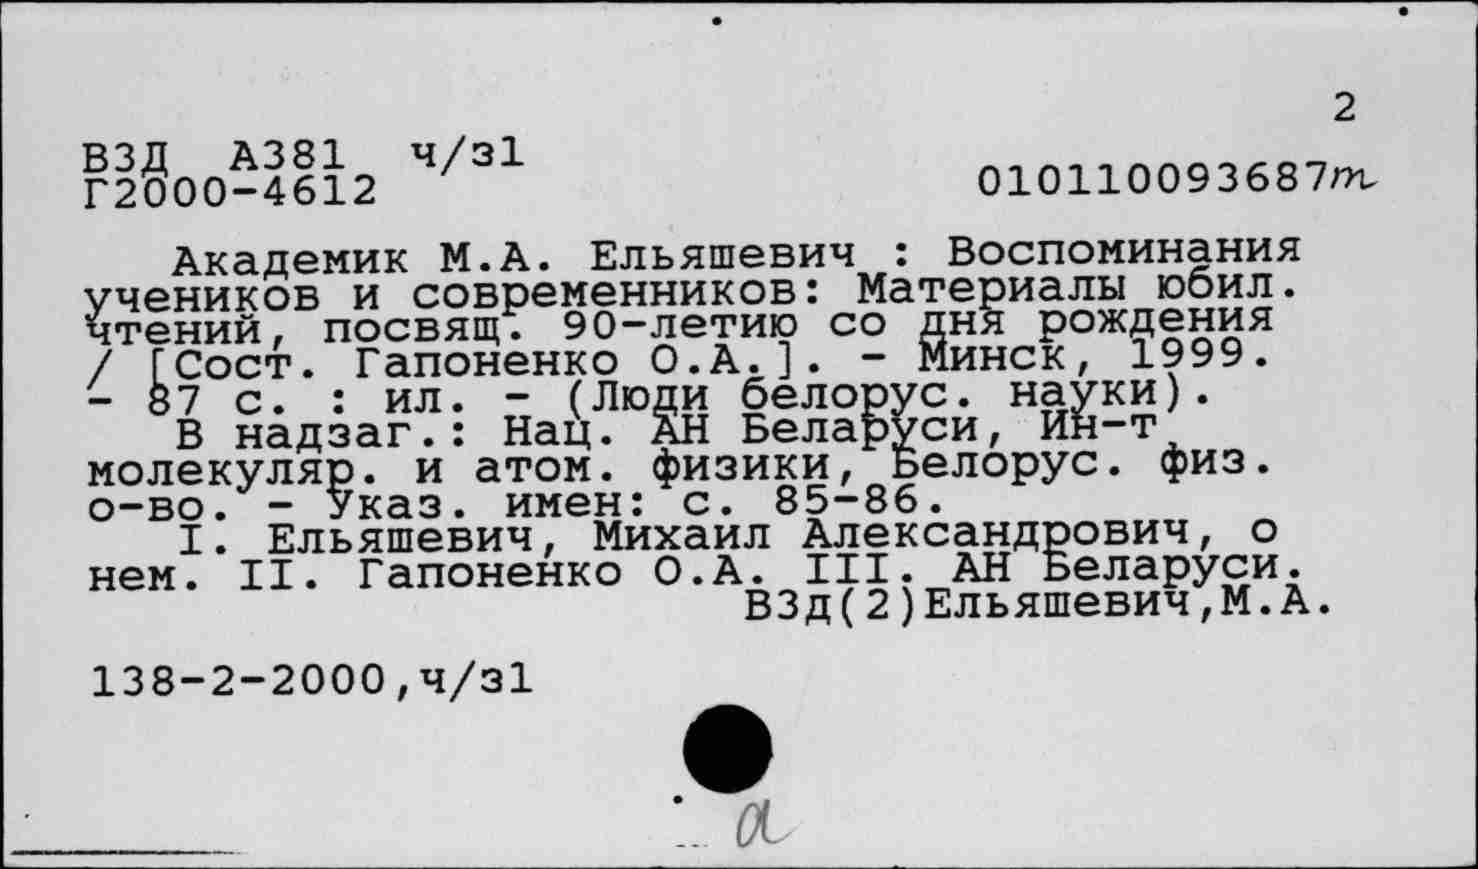 2
ВЗД А381 ч/з1
Г2000-4612
010110093687т
Академик М.А. Ельяшевич : Воспоминания
учеников и современников: Материалы юбил.
чтений, посвящ. 90-летию со дня рождения
/ [Сост. Гапоненко О.А.]. - Минск, 1999.
- 87 с. : ил. - (Люди белорус. науки).
В надзаг.: Нац. АН Беларуси, Ин-т
молекуляр. и атом. физики, Белорус. физ.
о-во. - Указ. имен: с. 85-86.
I. Ельяшевич, Михаил Александрович, о
нем. II. Гапоненко О.А. III. АН Беларуси.
ВЗд(2)Ельяшевич,М.А.
138-2-2000,ч/з1
а